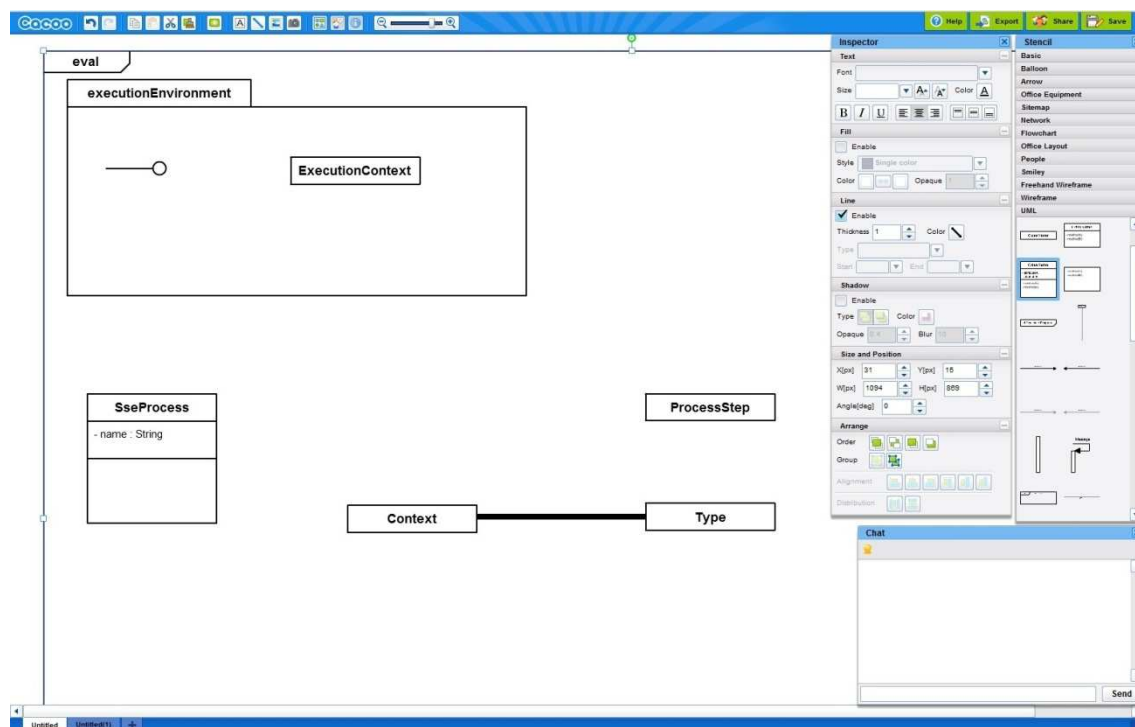 Cacoo
Help Export Share Save
eval
executionEnvironment
ExecutionContext
SseProcess
- name : String
ProcessStep
Context
Type
Inspector
Text
Font
Size Color A
B I U
Fill
Enable
Style Single color
Color Opaque
Line
Enable
Thickness 1 Color
Type
Start End
Shadow
Enable
Type Color
Opaque Blur
Size and Position
X[px] 31 Y[px] 15
W[px] 1094 H[px] 869
Angle[deg] 0
Arrange
Order
Group
Alignment
Distribution
Stencil
Basic
Balloon
Arrow
Office Equipment
Sitemap
Network
Flowchart
Office Layout
People
Smiley
Freehand Wireframe
Wireframe
UML
Chat
Send
Untitled Untitled(1)